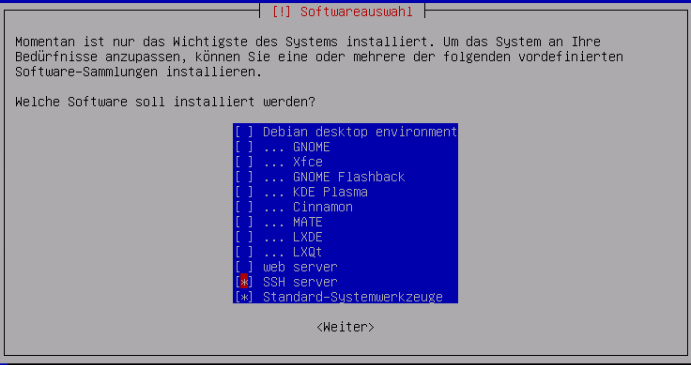 [!] Softwareauswahl
Momentan ist nur das Wichtigste des Systems installiert. Um das System an Ihre
Bedürfnisse anzupassen, können Sie eine oder mehrere der folgenden vordefinierten
Software-Sammlungen installieren.
Welche Software soll installiert werden?
[ ] Debian desktop environment
[ ] ... GNOME
[ ] ... Xfce
[ ] ... GNOME Flashback
[ ] ... KDE Plasma
[ ] ... Cinnamon
[ ] ... MATE
[ ] ... LXDE
[ ] ... LXQt
[ ] web server
[*] SSH server
[*] Standard-Systemwerkzeuge
<Weiter>